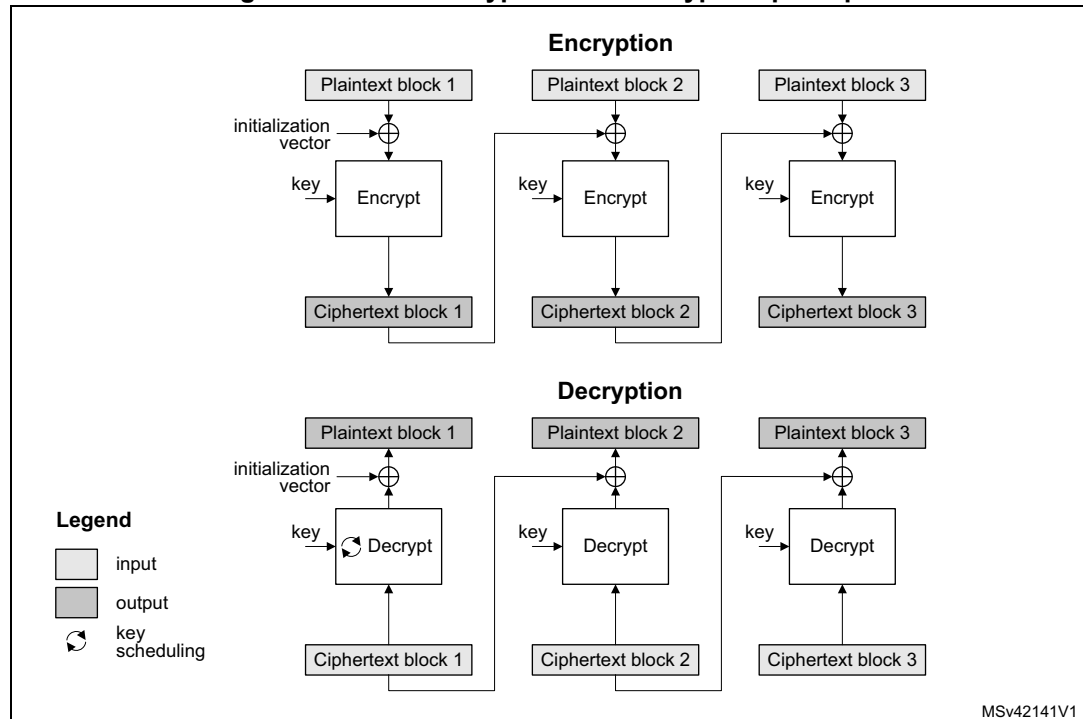 Encryption
Plaintext block 1
Plaintext block 2
Plaintext block 3
initialization
vector
key
Encrypt
key
Encrypt
key
Encrypt
Ciphertext block 1
Ciphertext block 2
Ciphertext block 3
Decryption
Plaintext block 1
Plaintext block 2
Plaintext block 3
initialization
vector
Legend
key
Decrypt
key
Decrypt
key
Decrypt
input
output
key
scheduling
Ciphertext block 1
Ciphertext block 2
Ciphertext block 3
MSv42141V1